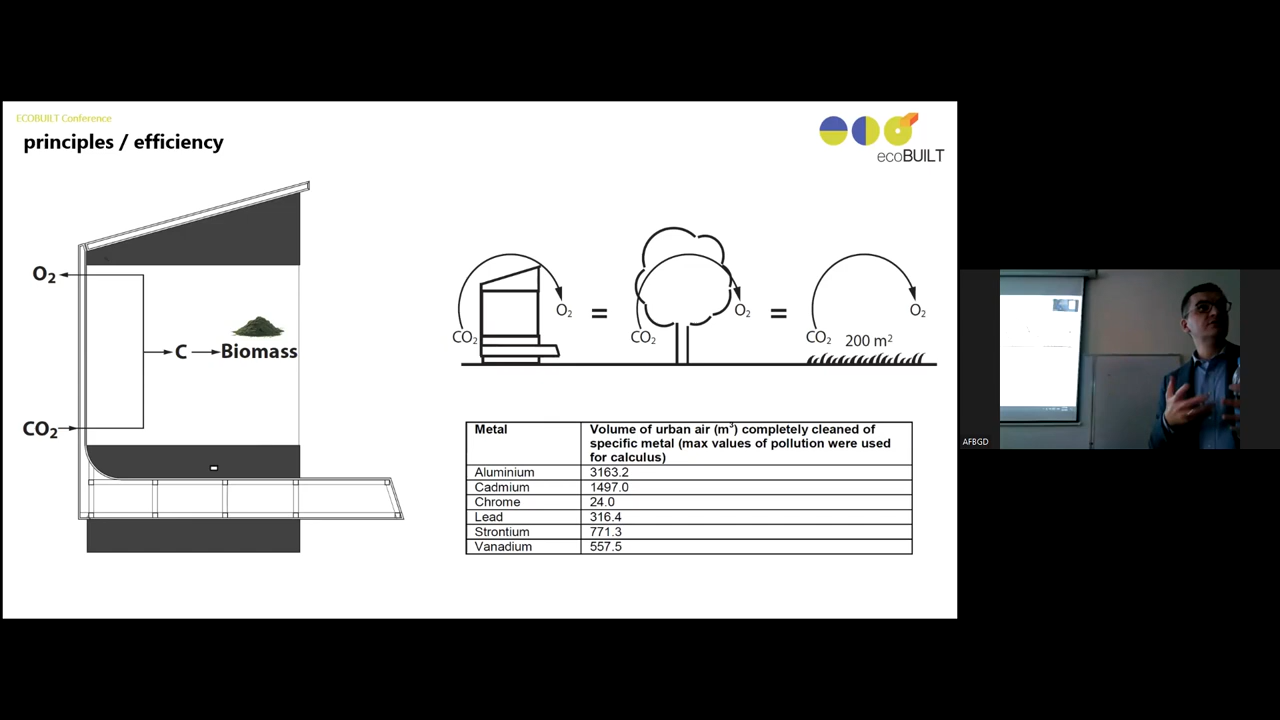 ECOBUILT Conference
principles / efficiency
ecoBUILT
O₂
C
Biomass
CO₂
O₂
CO₂
=
O₂
CO₂
=
O₂
CO₂
200 m²
Metal
Volume of urban air (m³) completely cleaned of
specific metal (max values of pollution were used
for calculus)
Aluminium 3163.2
Cadmium 1497.0
Chrome 24.0
Lead 316.4
Strontium 771.3
Vanadium 557.5
AFBGD